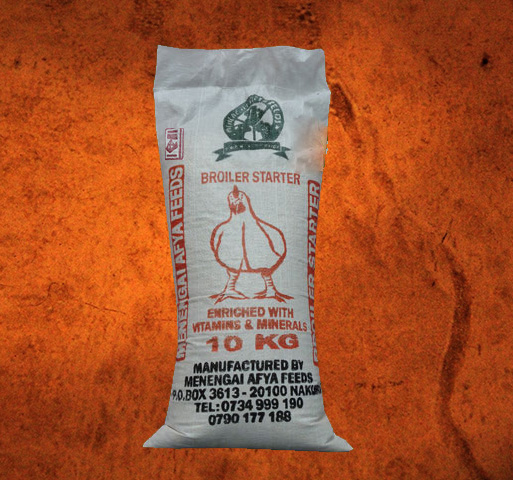 BROILER STARTER
ENRICHED WITH
VITAMINS & MINERALS
10 KG
MANUFACTURED BY
MENENGAI AFYA FEEDS
P.O.BOX 3613 - 20100 NAKURU
TEL: 0734 999 190
0790 177 188
MENENGAI AFYA FEEDS
BROILER STARTER